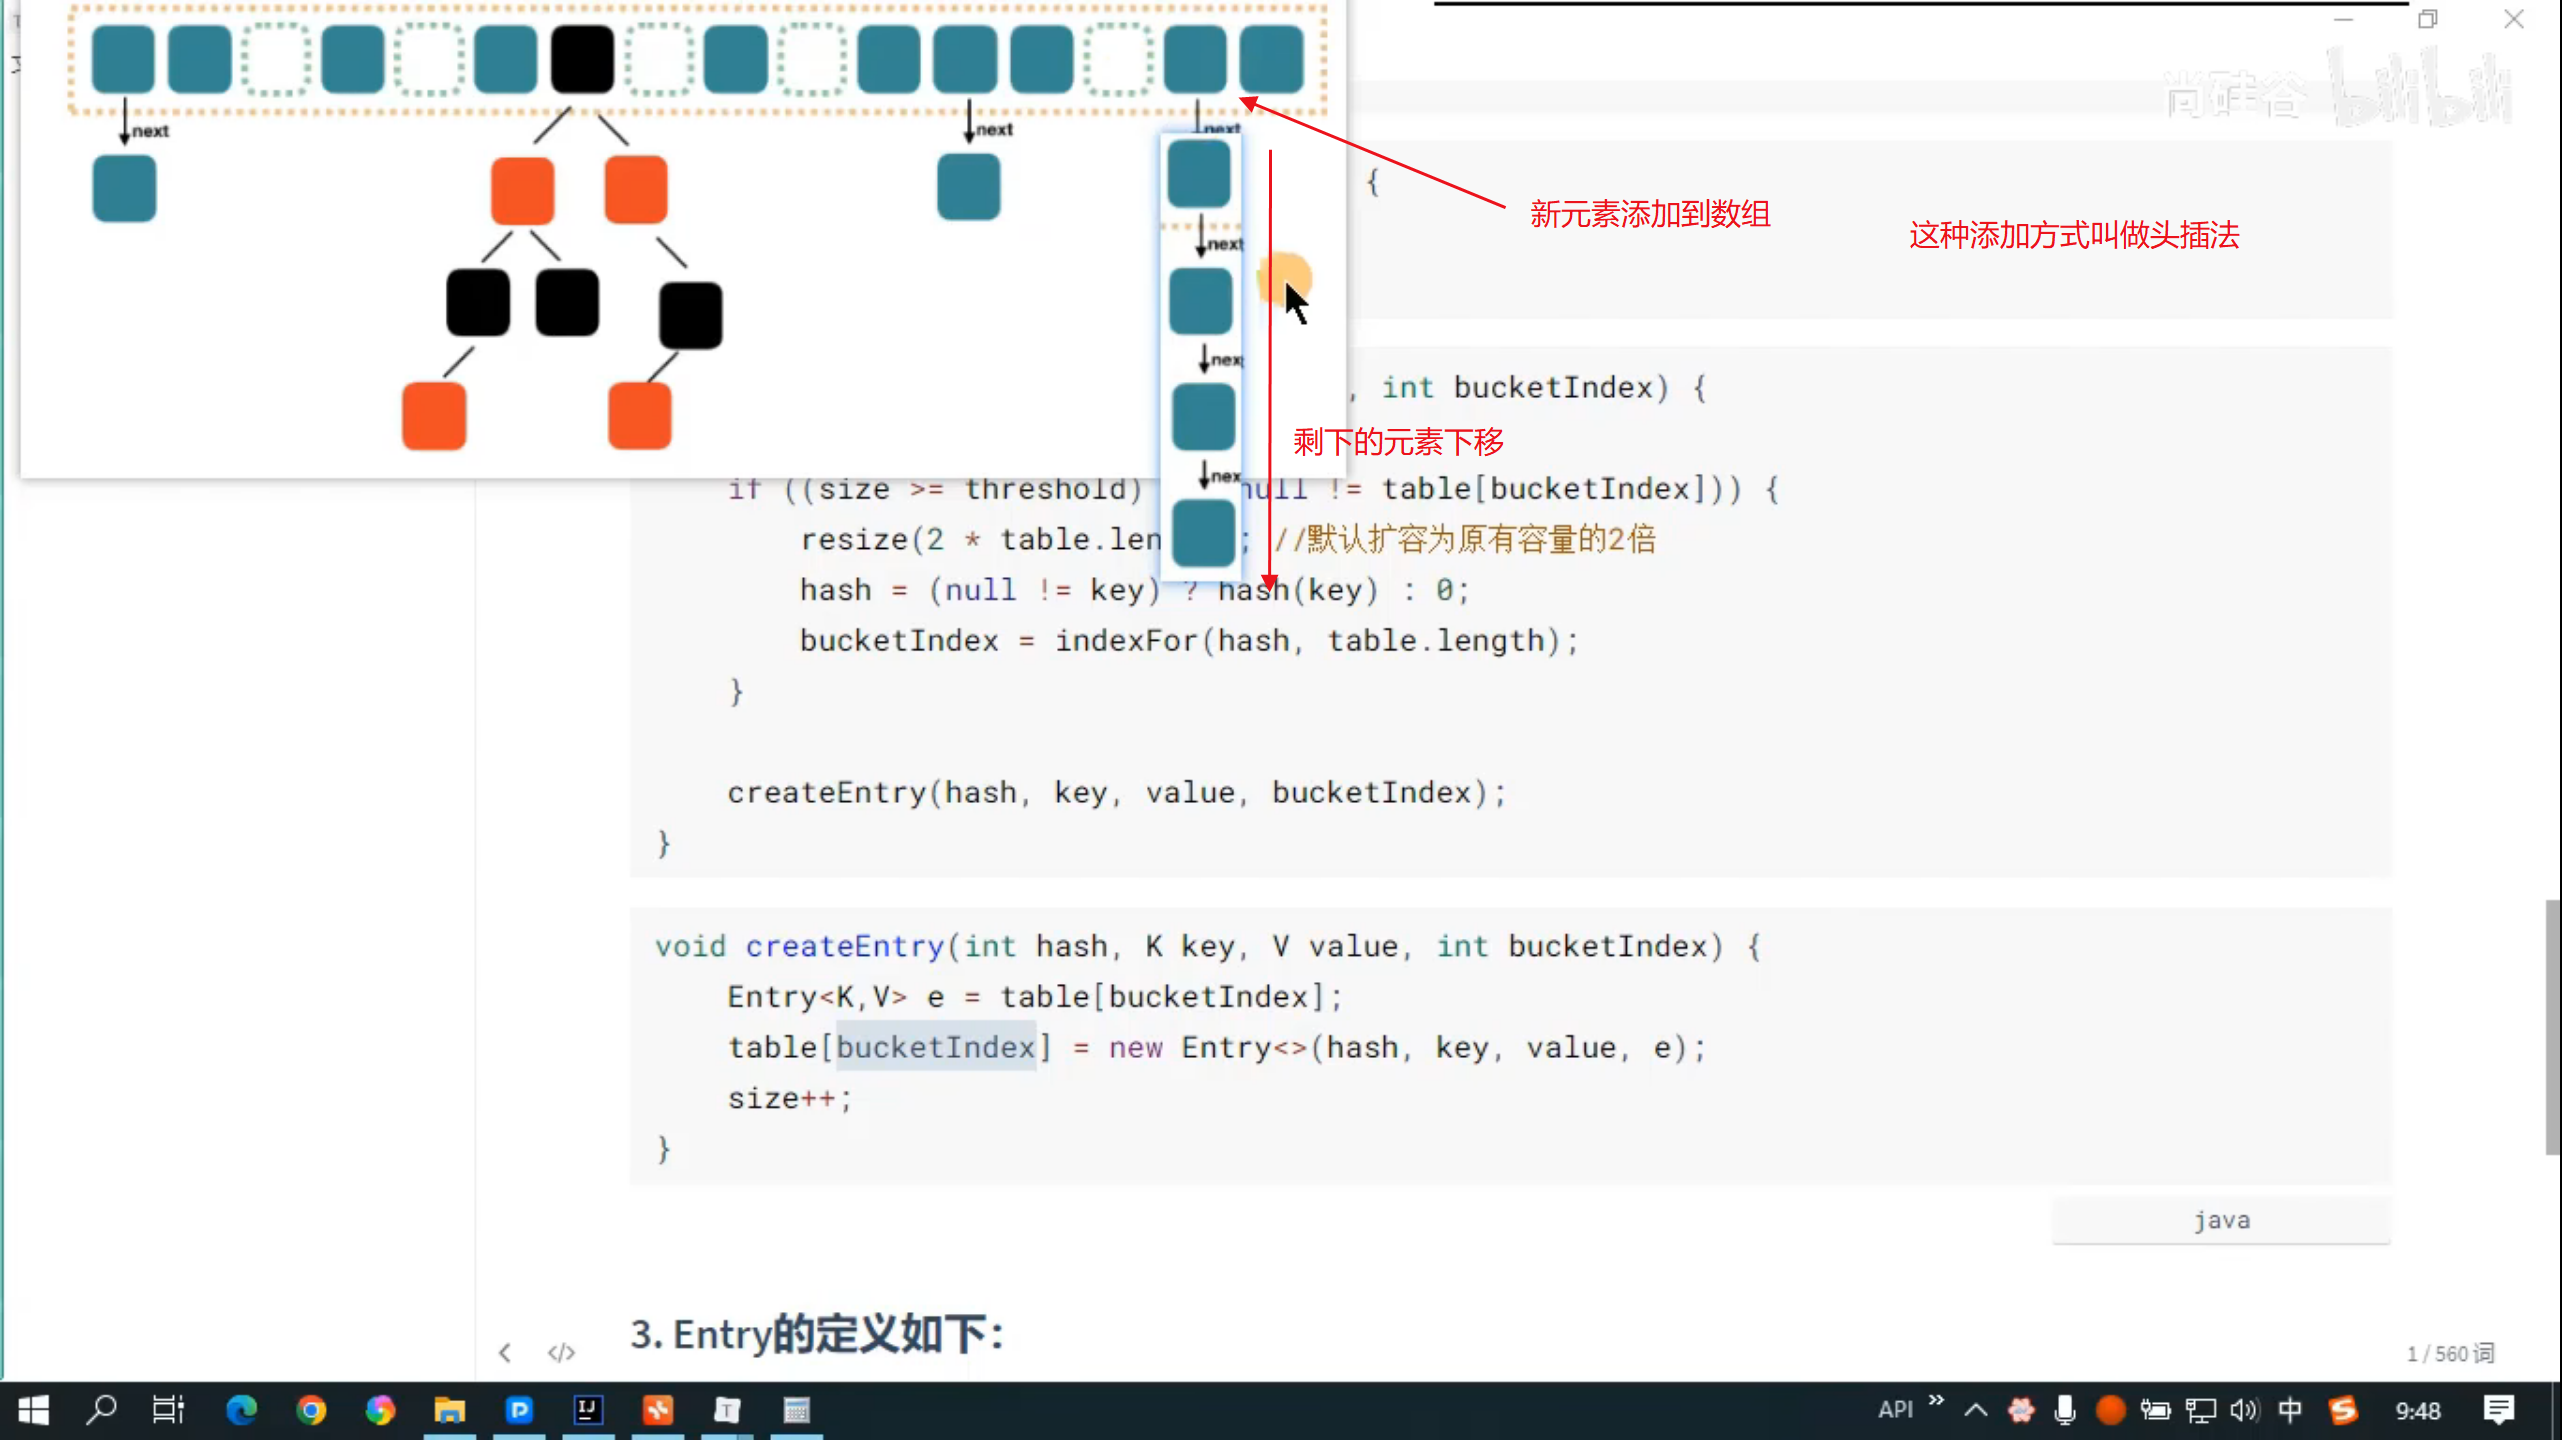 尚硅谷 bilibili
next
next
next
next
nex
nex
新元素添加到数组
这种添加方式叫做头插法
剩下的元素下移
{
, int bucketIndex) {
if ((size >= threshold) null != table[bucketIndex])) {
resize(2 * table.len ; //默认扩容为原有容量的2倍
hash = (null != key) ? hash(key) : 0;
bucketIndex = indexFor(hash, table.length);
}
createEntry(hash, key, value, bucketIndex);
}
void createEntry(int hash, K key, V value, int bucketIndex) {
Entry<K,V> e = table[bucketIndex];
table[bucketIndex] = new Entry<>(hash, key, value, e);
size++;
}
java
3. Entry的定义如下：
1 / 560 词
API
中
9:48